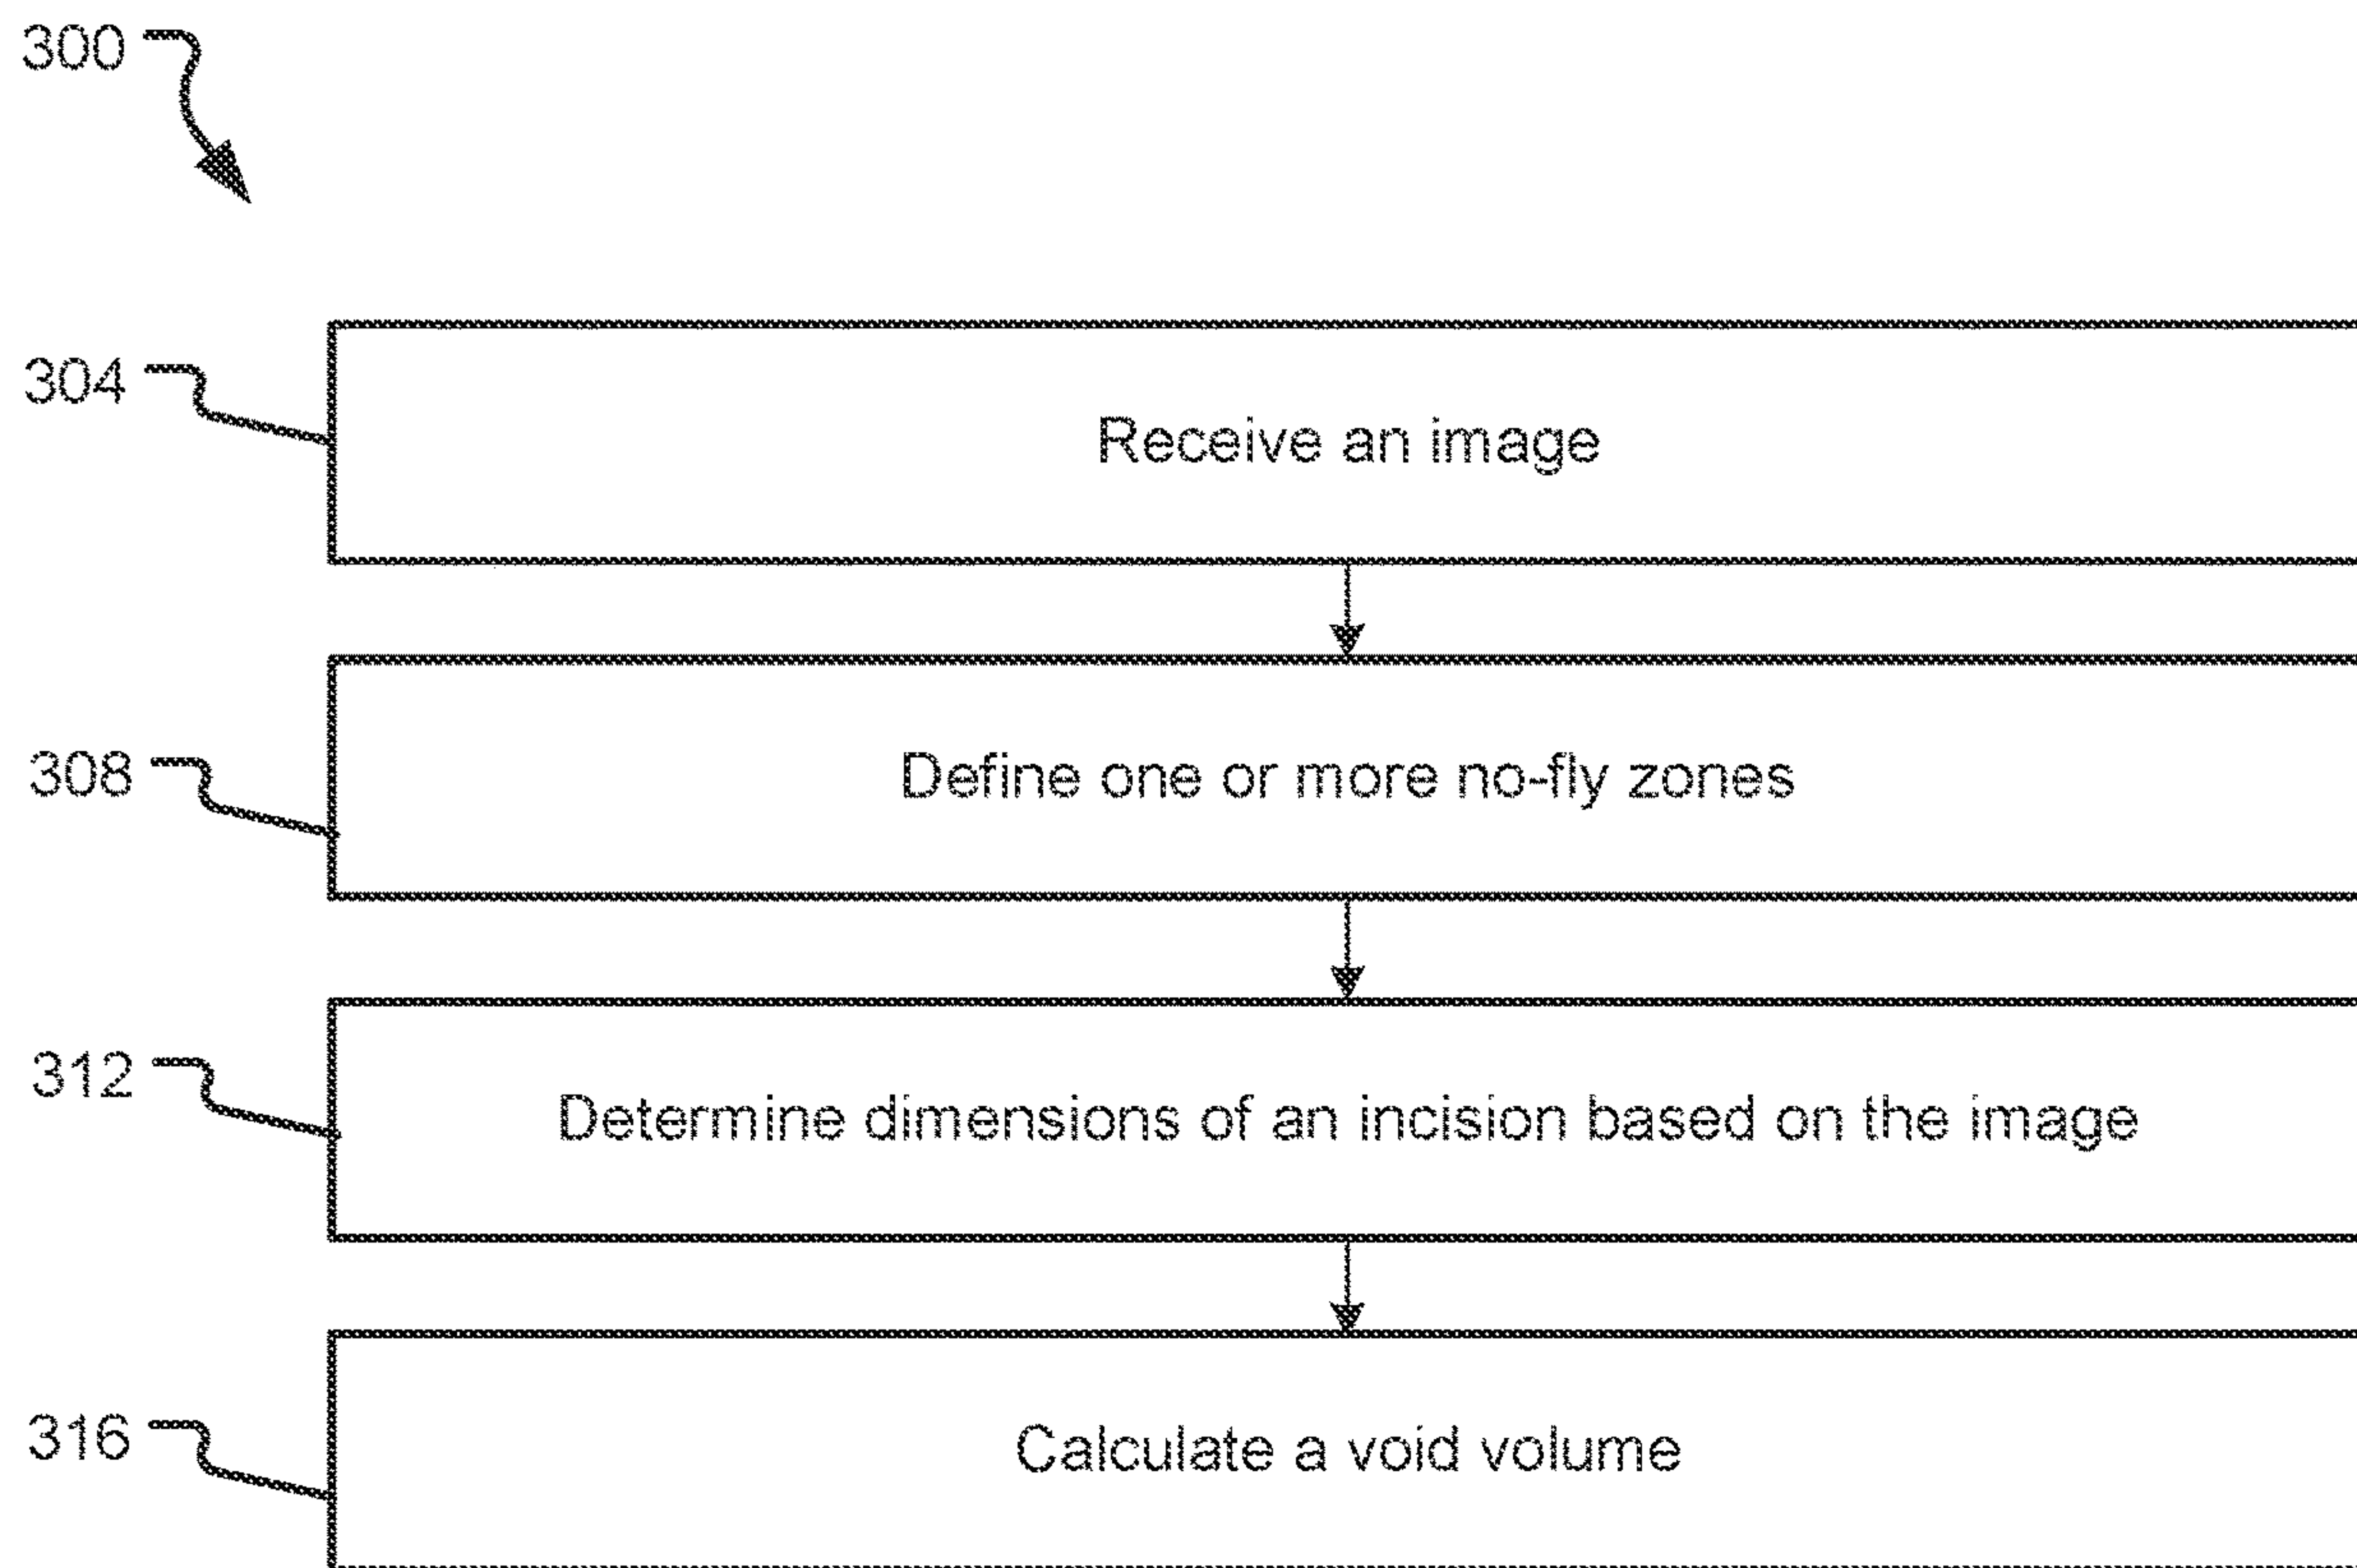 300
304
Receive an image
308
Define one or more no-fly zones
312
Determine dimensions of an incision based on the image
316
Calculate a void volume